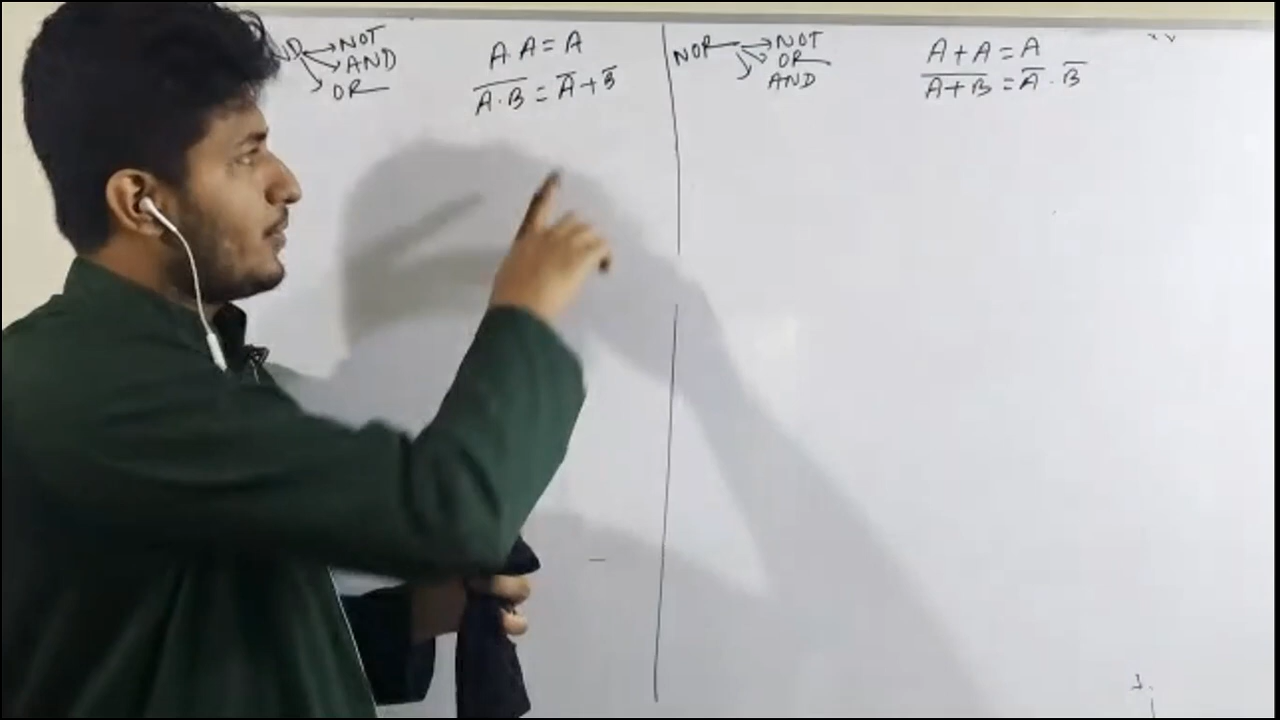 →NOT
→AND
OR
A.A = A
A̅.̅B̅ = A̅ + B̅
NOR →NOT
OR
AND
A + A = A
A̅+̅B̅ = A̅ . B̅